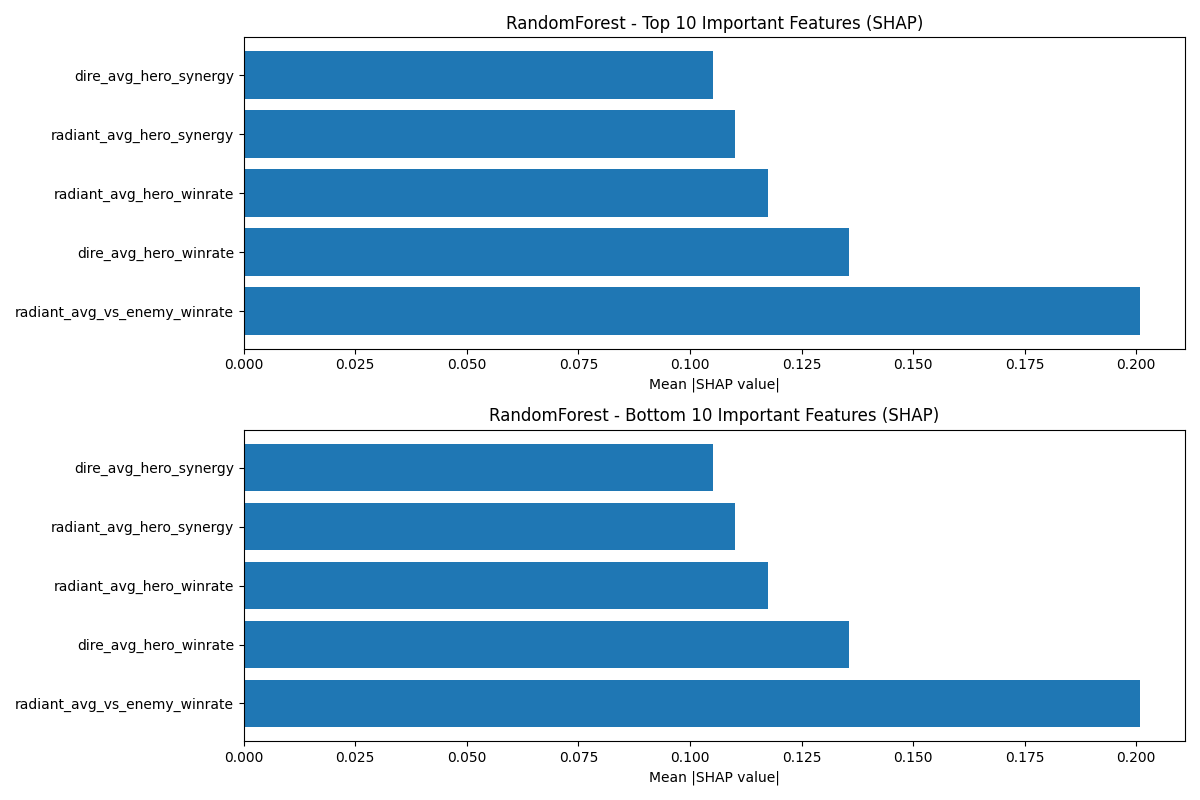 RandomForest - Top 10 Important Features (SHAP)
dire_avg_hero_synergy
radiant_avg_hero_synergy
radiant_avg_hero_winrate
dire_avg_hero_winrate
radiant_avg_vs_enemy_winrate
0.000 0.025 0.050 0.075 0.100 0.125 0.150 0.175 0.200
Mean |SHAP value|
RandomForest - Bottom 10 Important Features (SHAP)
dire_avg_hero_synergy
radiant_avg_hero_synergy
radiant_avg_hero_winrate
dire_avg_hero_winrate
radiant_avg_vs_enemy_winrate
0.000 0.025 0.050 0.075 0.100 0.125 0.150 0.175 0.200
Mean |SHAP value|